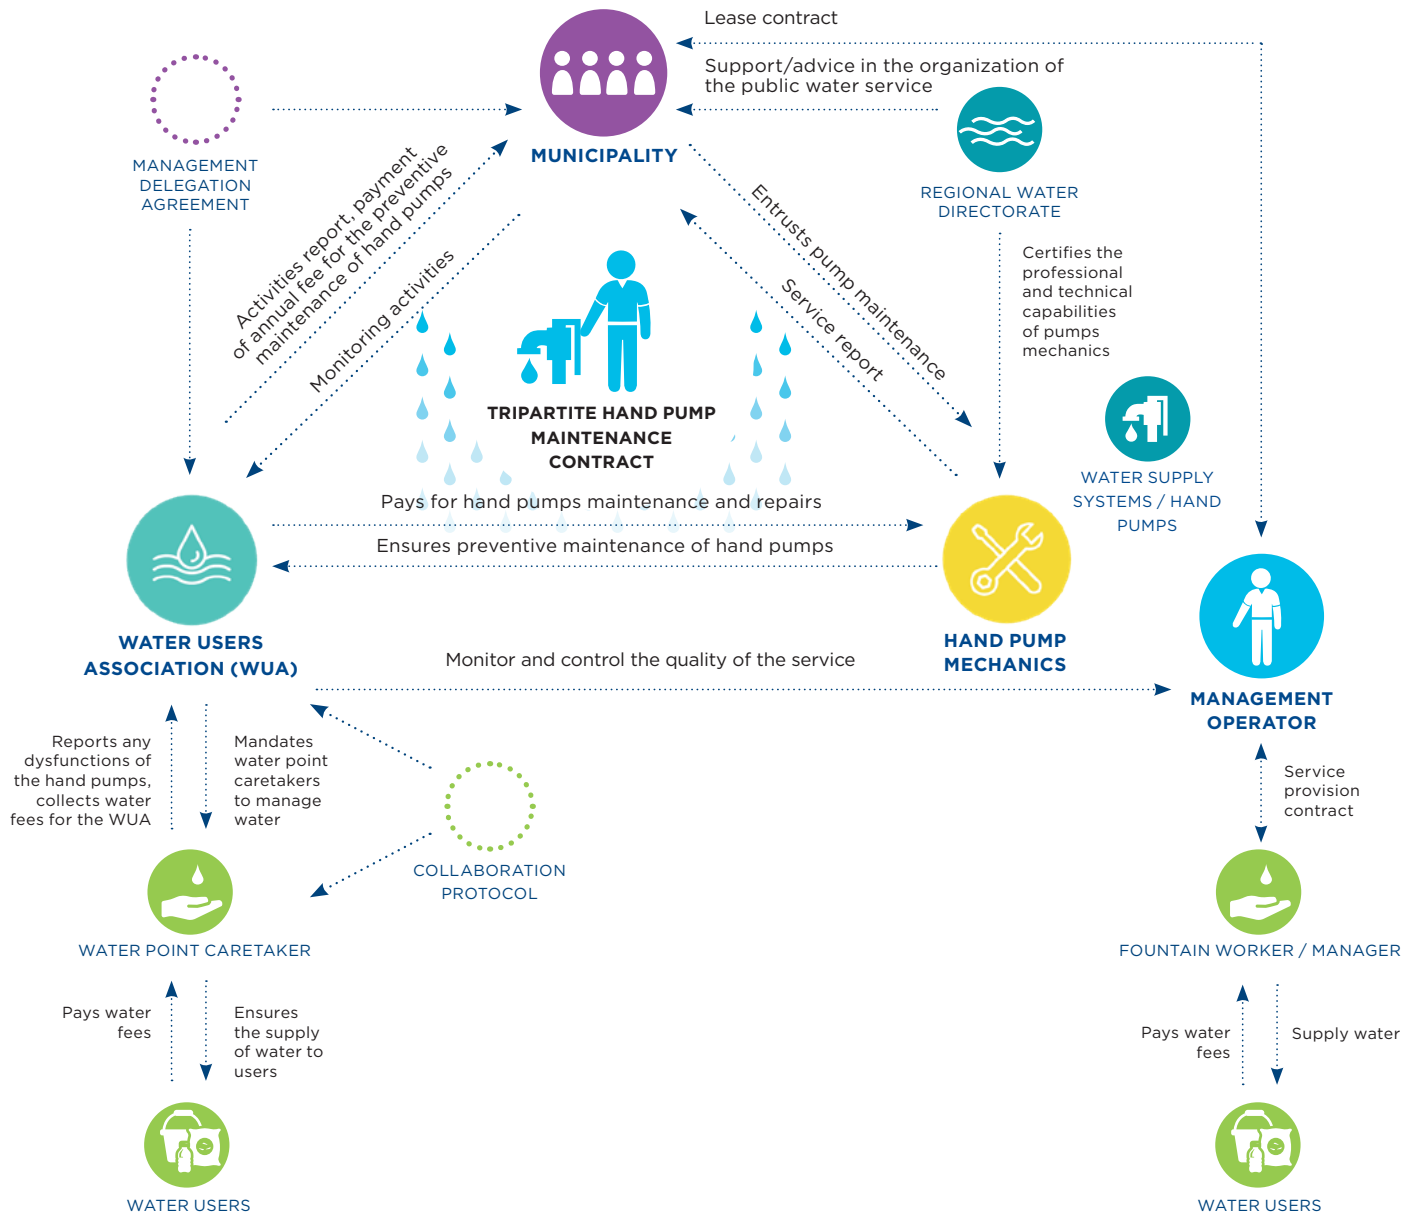 Lease contract
Support/advice in the organization of
the public water service
MUNICIPALITY
MANAGEMENT
DELEGATION
AGREEMENT
REGIONAL WATER
DIRECTORATE
Activities report, payment
of annual fee for the preventive
maintenance of hand pumps
Monitoring activities
Entrusts pump maintenance
Service report
Certifies the
professional
and technical
capabilities
of pumps
mechanics
TRIPARTITE HAND PUMP
MAINTENANCE
CONTRACT
WATER SUPPLY
SYSTEMS / HAND
PUMPS
Pays for hand pumps maintenance and repairs
Ensures preventive maintenance of hand pumps
WATER USERS
ASSOCIATION (WUA)
HAND PUMP
MECHANICS
Monitor and control the quality of the service
MANAGEMENT
OPERATOR
Reports any
dysfunctions of
the hand pumps,
collects water
fees for the WUA
Mandates
water point
caretakers
to manage
water
Service
provision
contract
COLLABORATION
PROTOCOL
WATER POINT CARETAKER
FOUNTAIN WORKER / MANAGER
Pays water
fees
Ensures
the supply
of water to
users
Pays water
fees
Supply water
WATER USERS
WATER USERS